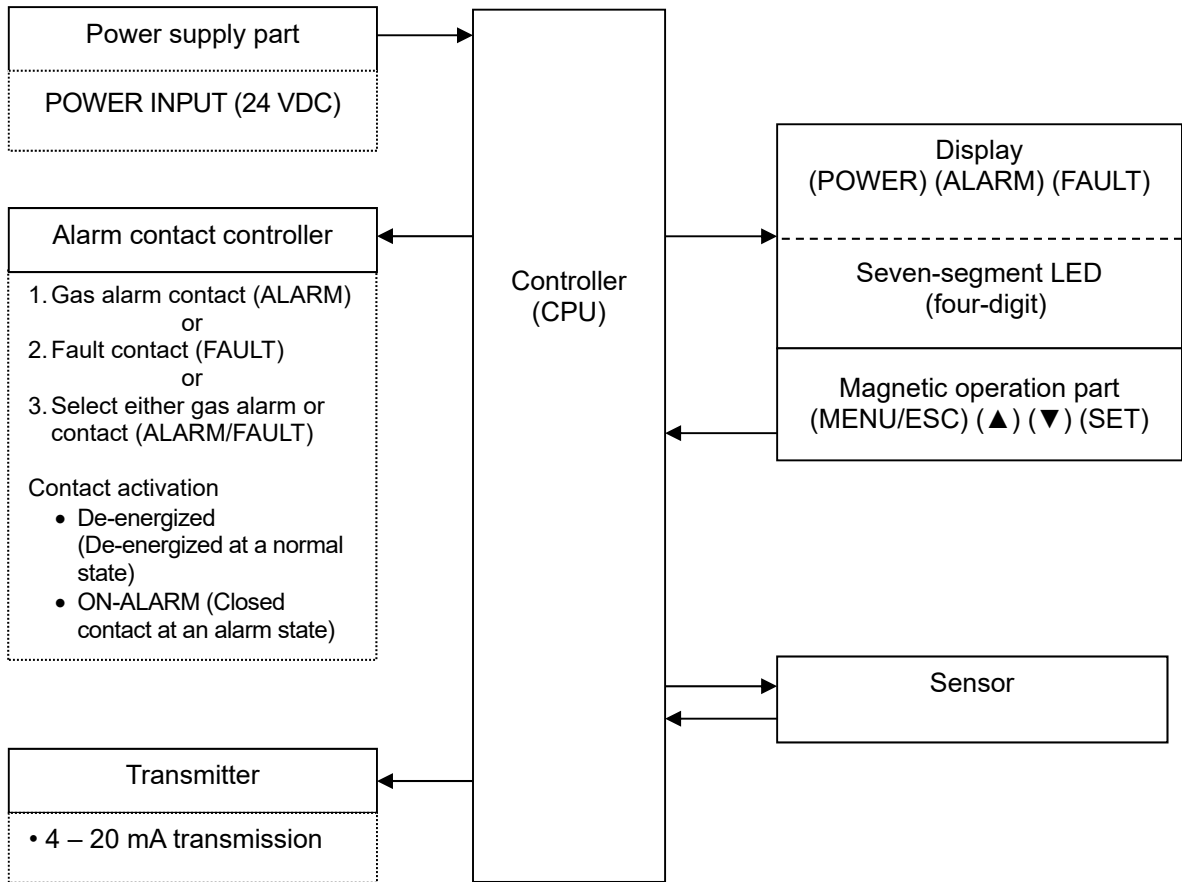 Power supply part
POWER INPUT (24 VDC)
Alarm contact controller
1. Gas alarm contact (ALARM)
or
2. Fault contact (FAULT)
or
3. Select either gas alarm or
contact (ALARM/FAULT)
Contact activation
• De-energized
(De-energized at a normal
state)
• ON-ALARM (Closed
contact at an alarm state)
Transmitter
• 4 – 20 mA transmission
Controller
(CPU)
Display
(POWER) (ALARM) (FAULT)
Seven-segment LED
(four-digit)
Magnetic operation part
(MENU/ESC) (▲) (▼) (SET)
Sensor